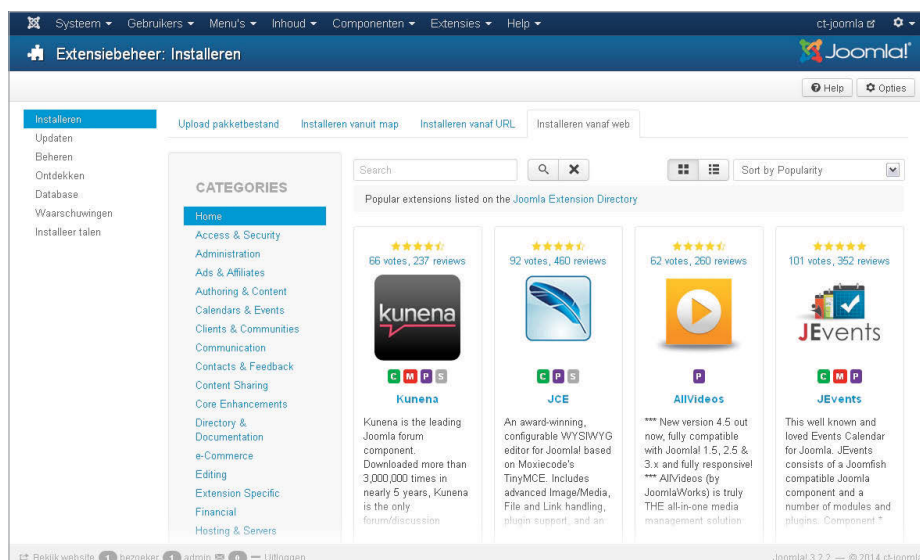 Systeem Gebruikers Menu's Inhoud Componenten Extensies Help ct-joomla
Extensiebeheer: Installeren Joomla!
Help Opties
Installeren
Updaten
Beheren
Ontdekken
Database
Waarschuwingen
Installeer talen
Upload pakketbestand Installeren vanuit map Installeren vanaf URL Installeren vanaf web
CATEGORIES
Home
Access & Security
Administration
Ads & Affiliates
Authoring & Content
Calendars & Events
Clients & Communities
Communication
Contacts & Feedback
Content Sharing
Core Enhancements
Directory &
Documentation
e-Commerce
Editing
Extension Specific
Financial
Hosting & Servers
Search
Sort by Popularity
Popular extensions listed on the Joomla Extension Directory
66 votes, 237 reviews
kunena
C M P S
Kunena
Kunena is the leading
Joomla forum
component.
Downloaded more than
3,000,000 times in
nearly 5 years, Kunena
is the only
forum/discussion
92 votes, 460 reviews
C P S
JCE
An award-winning,
configurable WYSIWYG
editor for Joomla! based
on Moxiecode's
TinyMCE. Includes
advanced Image/Media,
File and Link handling,
plugin support, and an
62 votes, 260 reviews
P
AllVideos
*** New version 4.5 out
now, fully compatible
with Joomla! 1.5, 2.5 &
3.x and fully responsive!
*** AllVideos (by
JoomlaWorks) is truly
THE all-in-one media
management solution
101 votes, 352 reviews
JEvents
C M P
JEvents
This well known and
loved Events Calendar
for Joomla. JEvents
consists of a Joomfish
compatible Joomla
component and a
number of modules and
plugins. Component *
Bekijk website 1 bezoeker 1 admin 0 Uitloggen Joomla! 3.2.2 — © 2014 ct-joomla